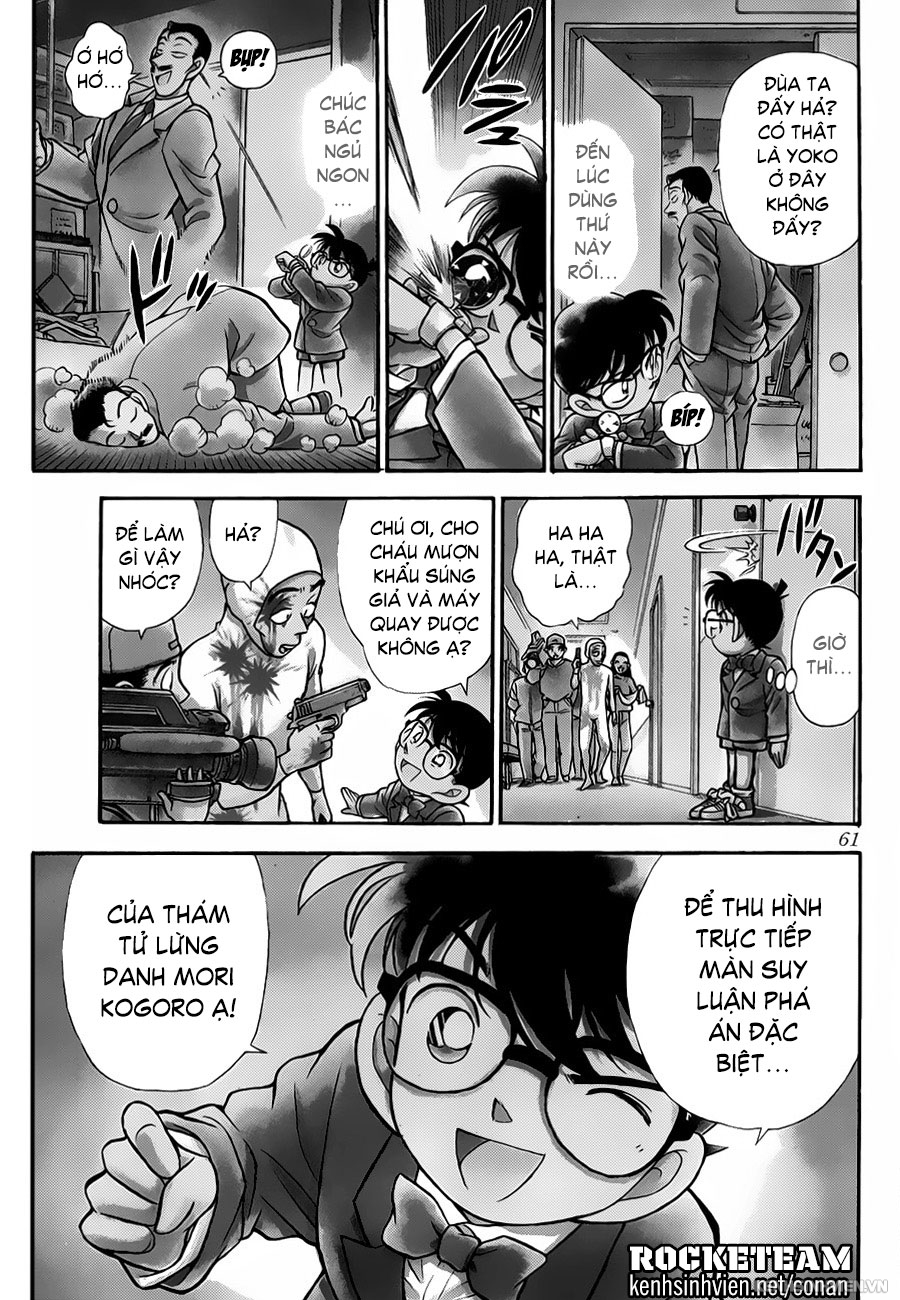 ĐÙA TA
ĐẤY HẢ?
CÓ THẬT
LÀ YOKO
Ở ĐÂY
KHÔNG
ĐẤY?
ĐẾN
LÚC
DÙNG
THỨ
NÀY
RỒI...
BÍP!
BỤP!
CHÚC
BÁC
NGỦ
NGON
...
Ở HỚ
HỚ...
バタン
GIỜ
THÌ...
HA HA
HA, THẬT
LÀ...
CHÚ ƠI, CHO
CHÁU MƯỢN
KHẨU SÚNG
GIẢ VÀ MÁY
QUAY ĐƯỢC
KHÔNG Ạ?
HẢ?
ĐỂ LÀM
GÌ VẬY
NHÓC?
61
ĐỂ THU HÌNH
TRỰC TIẾP
MÀN SUY
LUẬN PHÁ
ÁN ĐẶC
BIỆT...
CỦA THÁM
TỬ LỪNG
DANH MORI
KOGORO Ạ!
ROCKETEAM
kenhsinhvien.net/conan